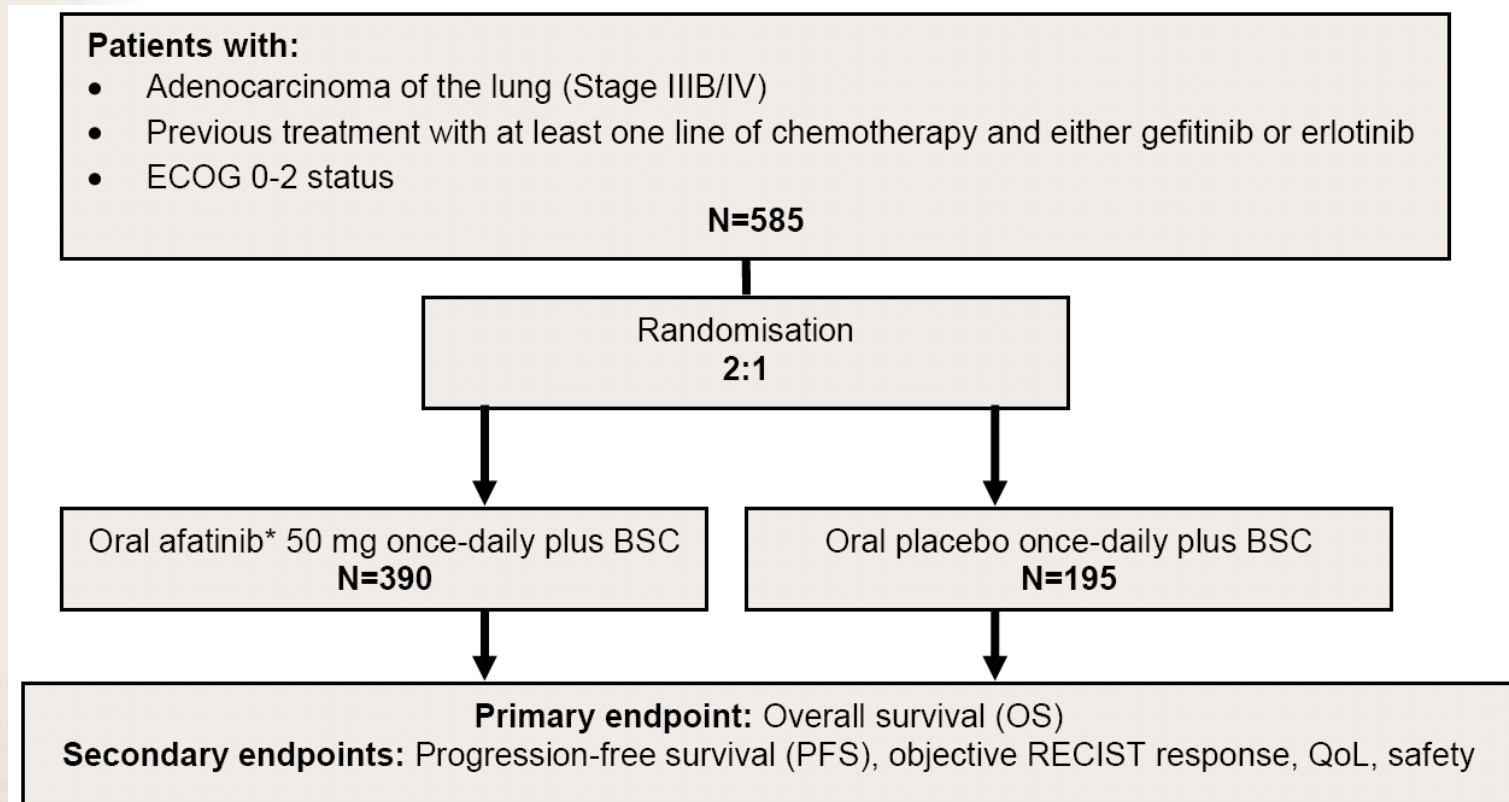 Patients with:
• Adenocarcinoma of the lung (Stage IIIB/IV)
• Previous treatment with at least one line of chemotherapy and either gefitinib or erlotinib
• ECOG 0-2 status
N=585
Randomisation
2:1
Oral afatinib* 50 mg once-daily plus BSC
N=390
Oral placebo once-daily plus BSC
N=195
Primary endpoint: Overall survival (OS)
Secondary endpoints: Progression-free survival (PFS), objective RECIST response, QoL, safety